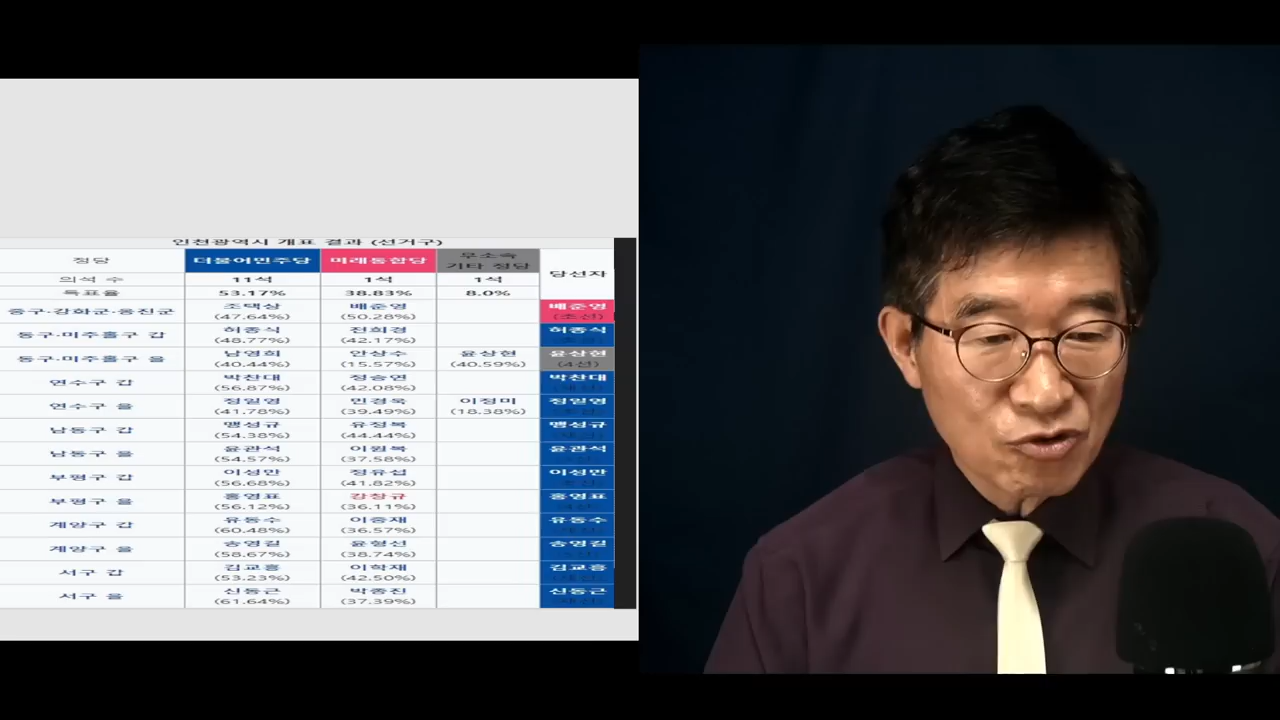 인천광역시 개표 결과 (선거구)
정당 더불어민주당 미래통합당 무소속 기타 정당 당선자
의석 수 11석 1석 1석
득표율 53.17% 38.83% 8.0%
중구·강화군·옹진군 조택상 (47.64%) 배준영 (50.28%) 배준영 (초선)
동구·미추홀구 갑 허종식 (48.77%) 전희경 (42.17%) 허종식
동구·미추홀구 을 남영희 (40.44%) 안상수 (15.57%) 윤상현 (40.59%) 윤상현 (4선)
연수구 갑 박찬대 (56.87%) 정승연 (42.08%) 박찬대
연수구 을 정일영 (41.78%) 민경욱 (39.49%) 이정미 (18.38%) 정일영
남동구 갑 맹성규 (54.38%) 유정복 (44.44%) 맹성규
남동구 을 윤관석 (54.57%) 이원복 (37.58%) 윤관석
부평구 갑 이성만 (56.68%) 정유섭 (41.82%) 이성만
부평구 을 홍영표 (56.12%) 강창규 (36.11%) 홍영표
계양구 갑 유동수 (60.48%) 이중재 (36.57%) 유동수
계양구 을 송영길 (58.67%) 윤형선 (38.74%) 송영길
서구 갑 김교흥 (53.23%) 이학재 (42.50%) 김교흥
서구 을 신동근 (61.64%) 박종진 (37.39%) 신동근